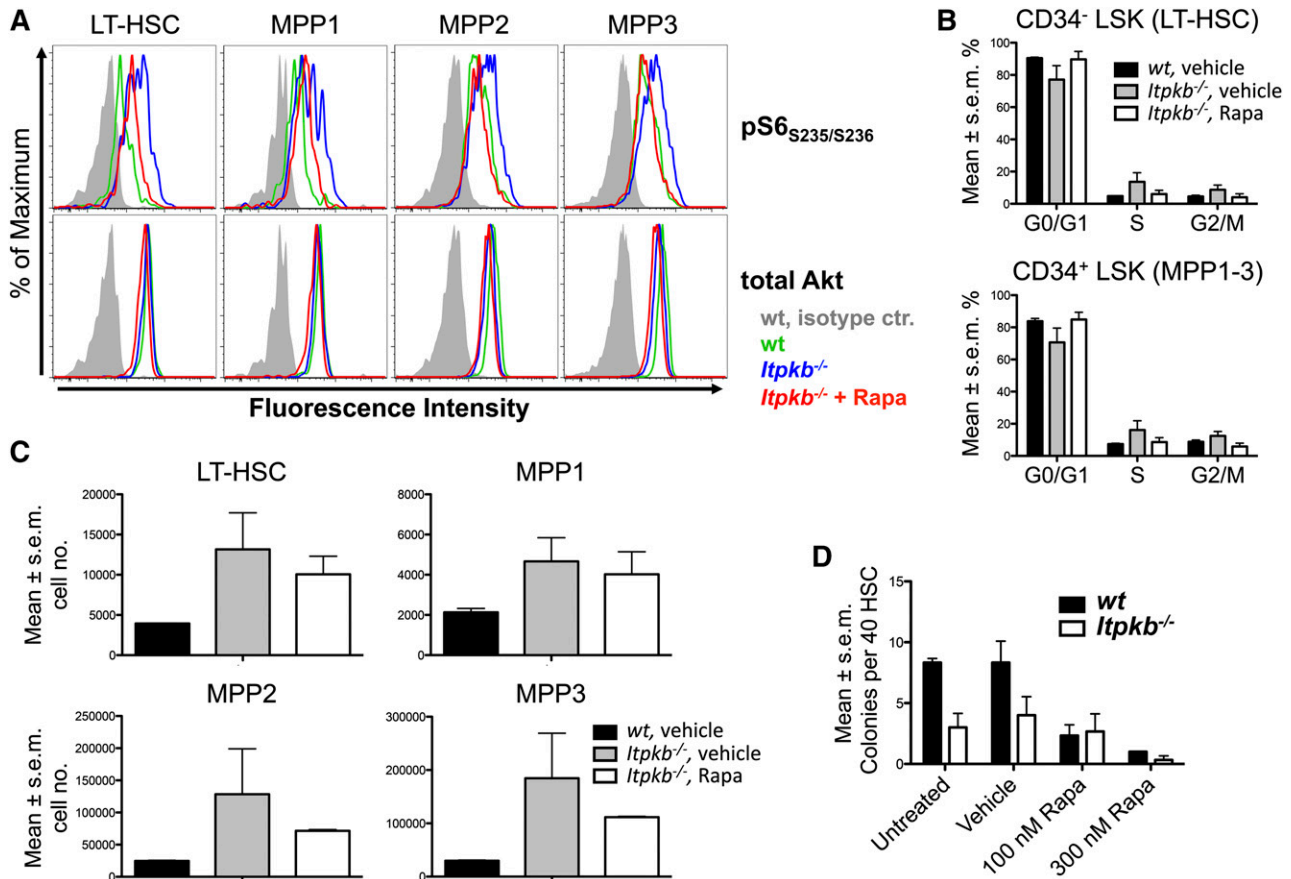 A
LT-HSC MPP1 MPP2 MPP3
% of Maximum
Fluorescence Intensity
pS6S235/S236
total Akt
wt, isotype ctr.
wt
Itpkb-/-
Itpkb-/- + Rapa
B
CD34- LSK (LT-HSC)
Mean ± s.e.m. %
100
80
60
40
20
0
G0/G1 S G2/M
wt, vehicle
Itpkb-/-, vehicle
Itpkb-/-, Rapa
CD34+ LSK (MPP1-3)
Mean ± s.e.m. %
100
80
60
40
20
0
G0/G1 S G2/M
C
LT-HSC
Mean ± s.e.m.
cell no.
20000
15000
10000
5000
0
MPP1
8000
6000
4000
2000
0
MPP2
Mean ± s.e.m.
cell no.
250000
200000
150000
100000
50000
0
MPP3
300000
200000
100000
0
wt, vehicle
Itpkb-/-, vehicle
Itpkb-/-, Rapa
D
Mean ± s.e.m.
Colonies per 40 HSC
15
10
5
0
wt
Itpkb-/-
Untreated
Vehicle
100 nM Rapa
300 nM Rapa